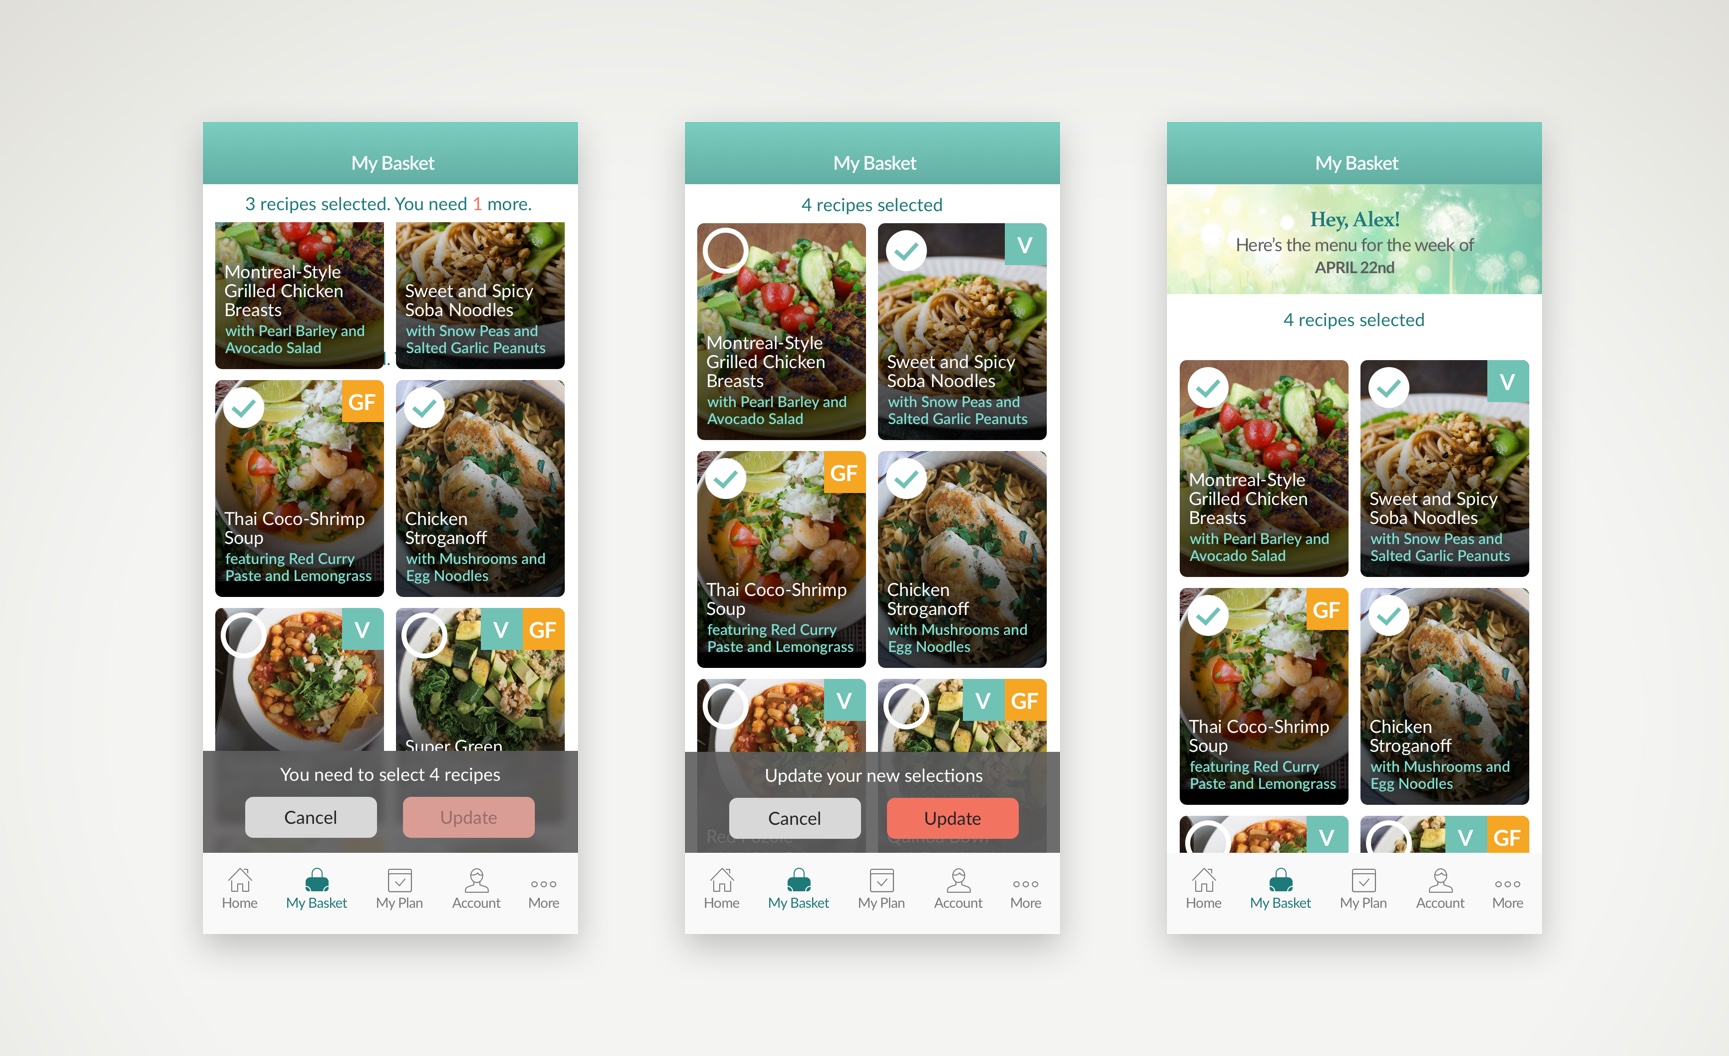 My Basket
3 recipes selected. You need 1 more.
Montreal-Style
Grilled Chicken
Breasts
with Pearl Barley and
Avocado Salad
Sweet and Spicy
Soba Noodles
with Snow Peas and
Salted Garlic Peanuts
GF
Thai Coco-Shrimp
Soup
featuring Red Curry
Paste and Lemongrass
Chicken
Stroganoff
with Mushrooms and
Egg Noodles
V
V
GF
Super Green
You need to select 4 recipes
Cancel
Update
Home
My Basket
My Plan
Account
More
My Basket
4 recipes selected
Montreal-Style
Grilled Chicken
Breasts
with Pearl Barley and
Avocado Salad
V
Sweet and Spicy
Soba Noodles
with Snow Peas and
Salted Garlic Peanuts
GF
Thai Coco-Shrimp
Soup
featuring Red Curry
Paste and Lemongrass
Chicken
Stroganoff
with Mushrooms and
Egg Noodles
V
V
GF
Update your new selections
Cancel
Update
Home
My Basket
My Plan
Account
More
My Basket
Hey, Alex!
Here's the menu for the week of
APRIL 22nd
4 recipes selected
Montreal-Style
Grilled Chicken
Breasts
with Pearl Barley and
Avocado Salad
V
Sweet and Spicy
Soba Noodles
with Snow Peas and
Salted Garlic Peanuts
GF
Thai Coco-Shrimp
Soup
featuring Red Curry
Paste and Lemongrass
Chicken
Stroganoff
with Mushrooms and
Egg Noodles
V
V
GF
Home
My Basket
My Plan
Account
More